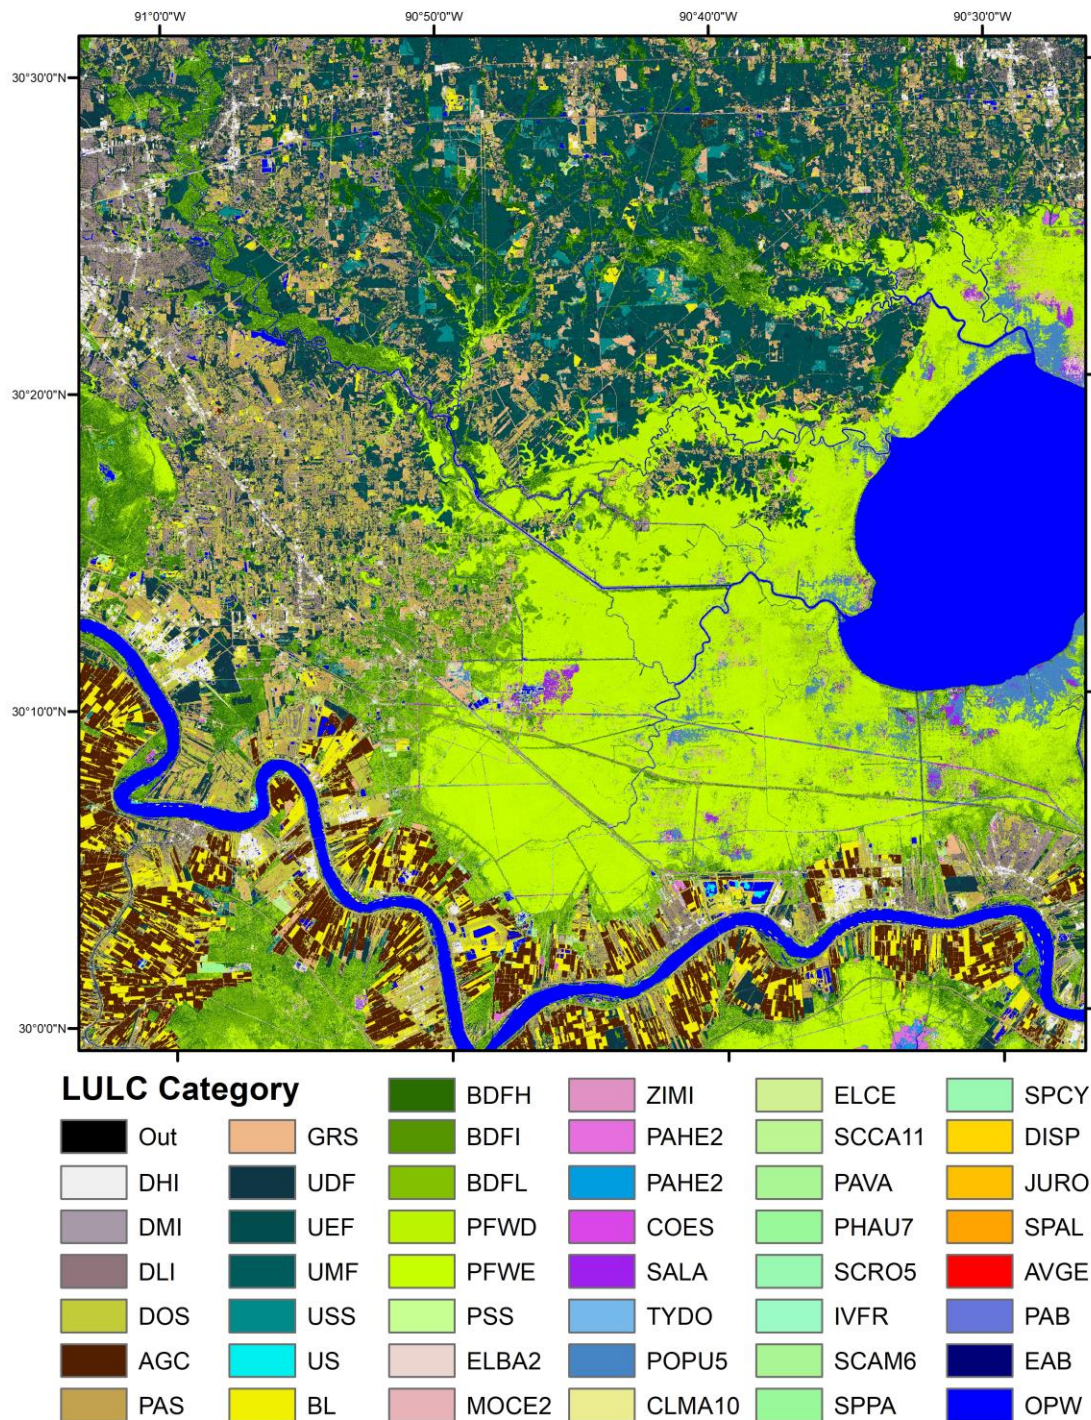 91°0'0"W 90°50'0"W 90°40'0"W 90°30'0"W
30°30'0"N
30°20'0"N
30°10'0"N
30°0'0"N
LULC Category
Out
DHI
DMI
DLI
DOS
AGC
PAS
GRS
UDF
UEF
UMF
USS
US
BL
BDFH
BDFI
BDFL
PFWD
PFWE
PSS
ELBA2
MOCE2
ZIMI
PAHE2
PAHE2
COES
SALA
TYDO
POPU5
CLMA10
ELCE
SCCA11
PAVA
PHAU7
SCRO5
IVFR
SCAM6
SPPA
SPCY
DISP
JURO
SPAL
AVGE
PAB
EAB
OPW